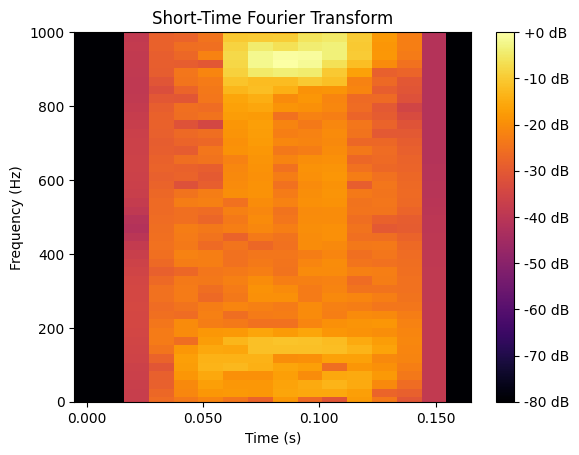 Short-Time Fourier Transform
1000
800
600
400
200
0
Frequency (Hz)
0.000
0.050
0.100
0.150
Time (s)
+0 dB
-10 dB
-20 dB
-30 dB
-40 dB
-50 dB
-60 dB
-70 dB
-80 dB